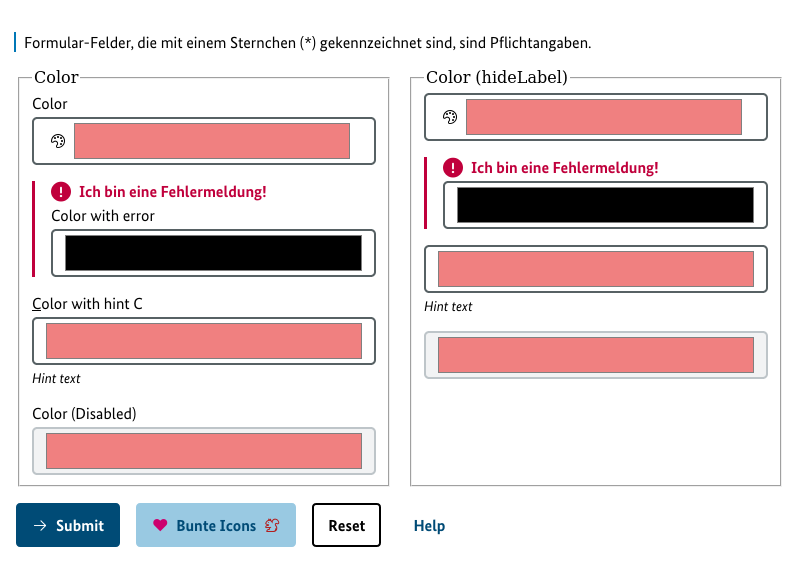 Formular-Felder, die mit einem Sternchen (*) gekennzeichnet sind, sind Pflichtangaben.
Color
Color
Ich bin eine Fehlermeldung!
Color with error
Color with hint C
Hint text
Color (Disabled)
Color (hideLabel)
Ich bin eine Fehlermeldung!
Hint text
Submit
Bunte Icons
Reset
Help